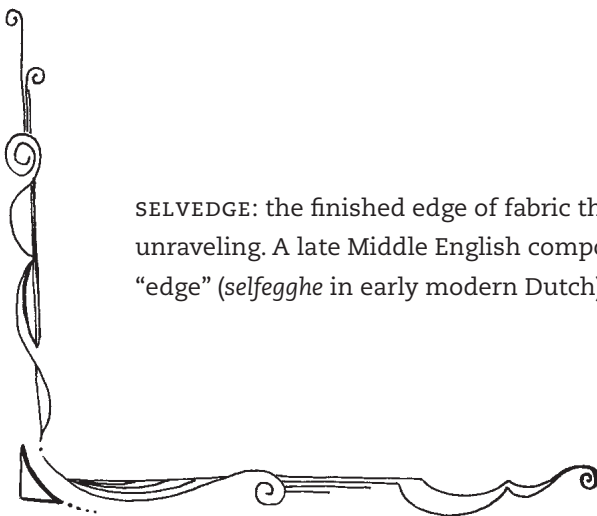 SELVEDGE: the finished edge of fabric
unraveling. A late Middle English
“edge” (selfegghe in early modern Dutch)